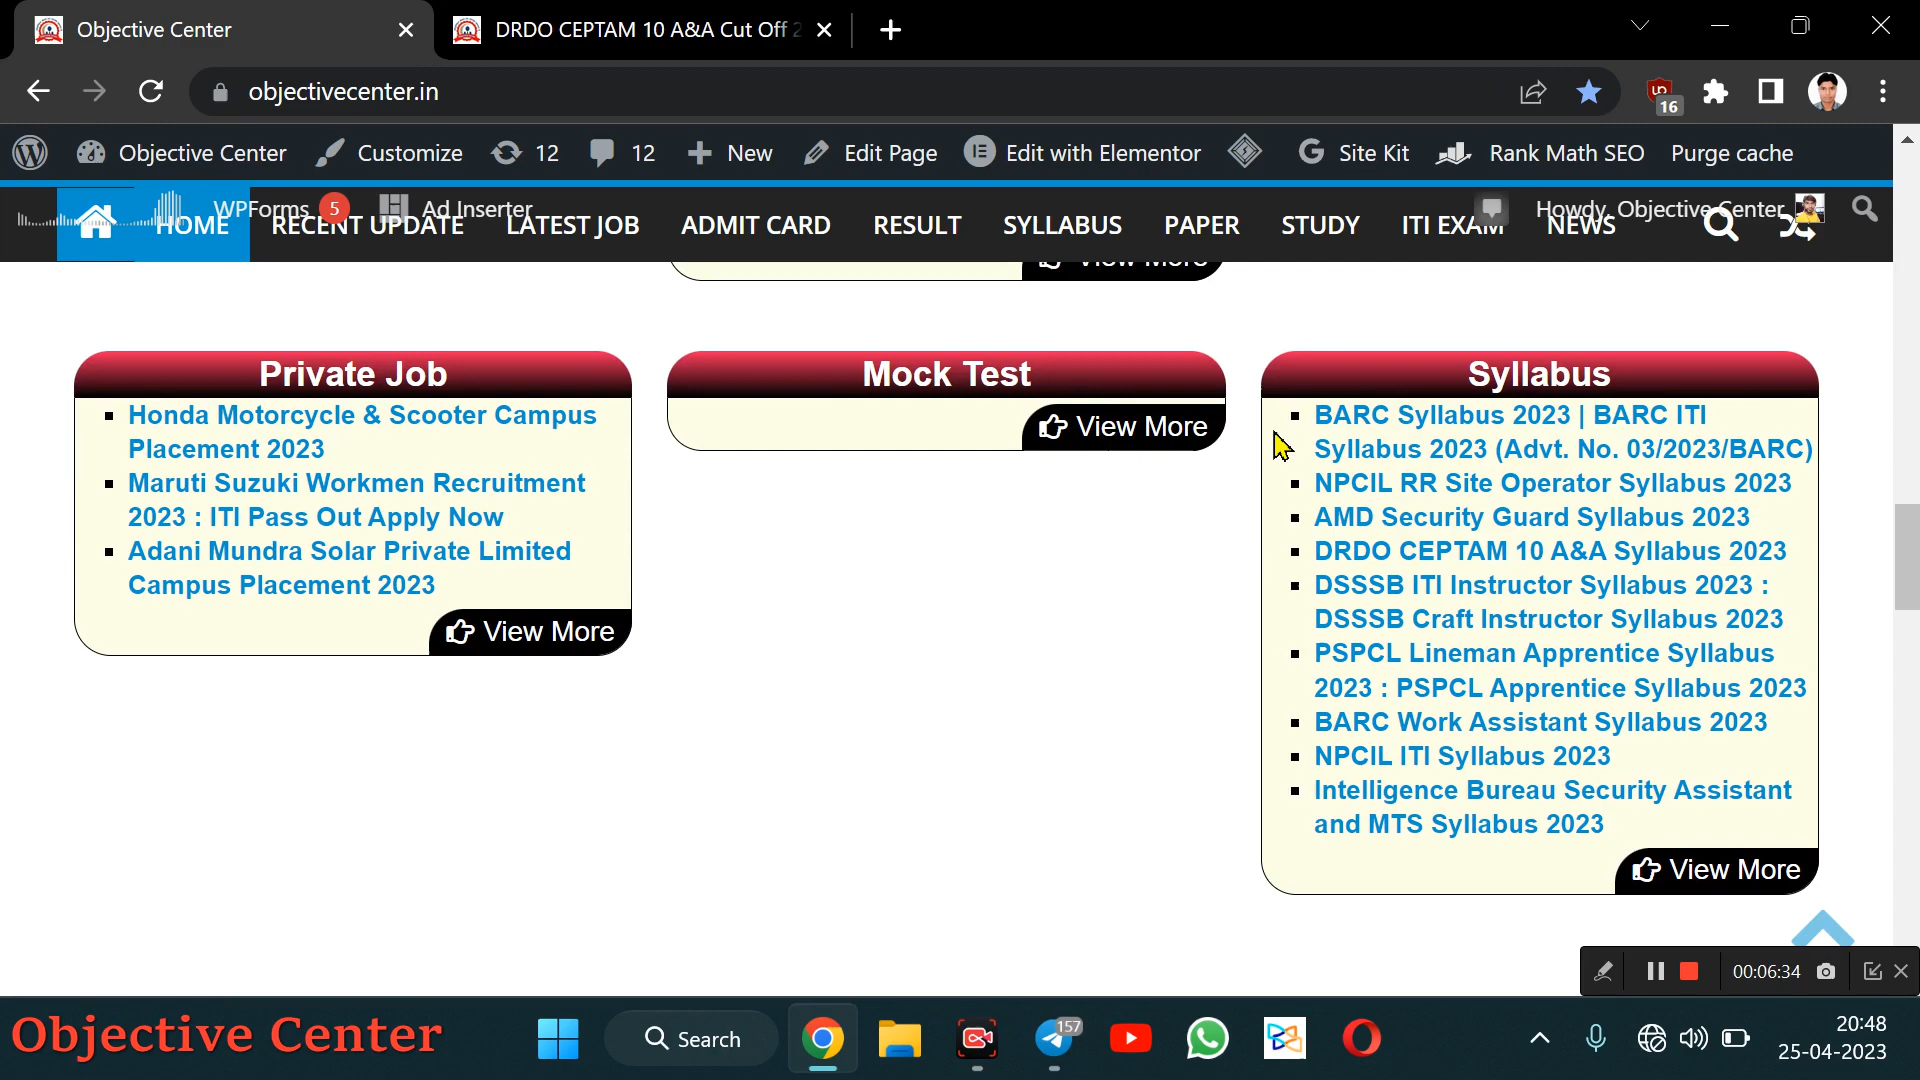 Objective Center
DRDO CEPTAM 10 A&A Cut Off 2
objectivecenter.in
16
Objective Center
Customize
12
12
New
Edit Page
Edit with Elementor
Site Kit
Rank Math SEO
Purge cache
WPForms 5
Ad Inserter
Howdy, Objective Center
HOME
RECENT UPDATE
LATEST JOB
ADMIT CARD
RESULT
SYLLABUS
PAPER
STUDY
ITI EXAM
NEWS
View More
Private Job
Honda Motorcycle & Scooter Campus
Placement 2023
Maruti Suzuki Workmen Recruitment
2023 : ITI Pass Out Apply Now
Adani Mundra Solar Private Limited
Campus Placement 2023
View More
Mock Test
View More
Syllabus
BARC Syllabus 2023 | BARC ITI
Syllabus 2023 (Advt. No. 03/2023/BARC)
NPCIL RR Site Operator Syllabus 2023
AMD Security Guard Syllabus 2023
DRDO CEPTAM 10 A&A Syllabus 2023
DSSSB ITI Instructor Syllabus 2023 :
DSSSB Craft Instructor Syllabus 2023
PSPCL Lineman Apprentice Syllabus
2023 : PSPCL Apprentice Syllabus 2023
BARC Work Assistant Syllabus 2023
NPCIL ITI Syllabus 2023
Intelligence Bureau Security Assistant
and MTS Syllabus 2023
View More
00:06:34
Objective Center
Search
157
20:48
25-04-2023